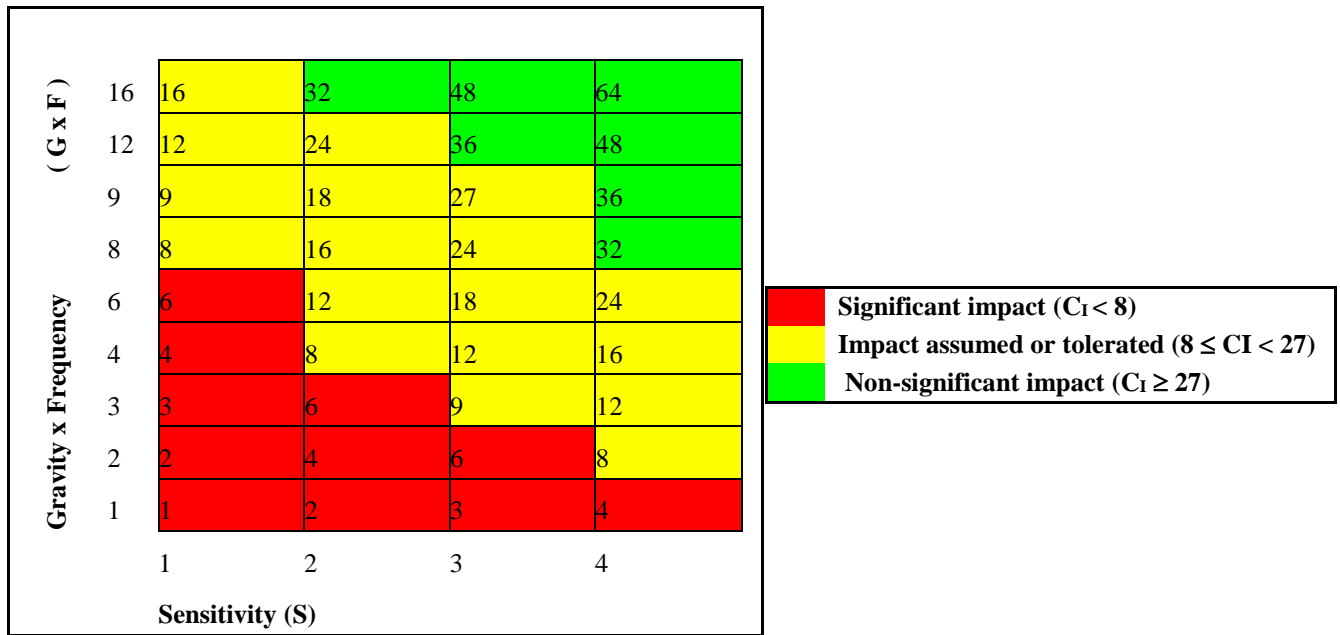 ( G x F )
Gravity x Frequency
16 16 32 48 64
12 12 24 36 48
9 9 18 27 36
8 8 16 24 32
6 6 12 18 24
4 4 8 12 16
3 3 6 9 12
2 2 4 6 8
1 1 2 3 4
1 2 3 4
Sensitivity (S)
Significant impact (CI < 8)
Impact assumed or tolerated (8 ≤ CI < 27)
Non-significant impact (CI ≥ 27)